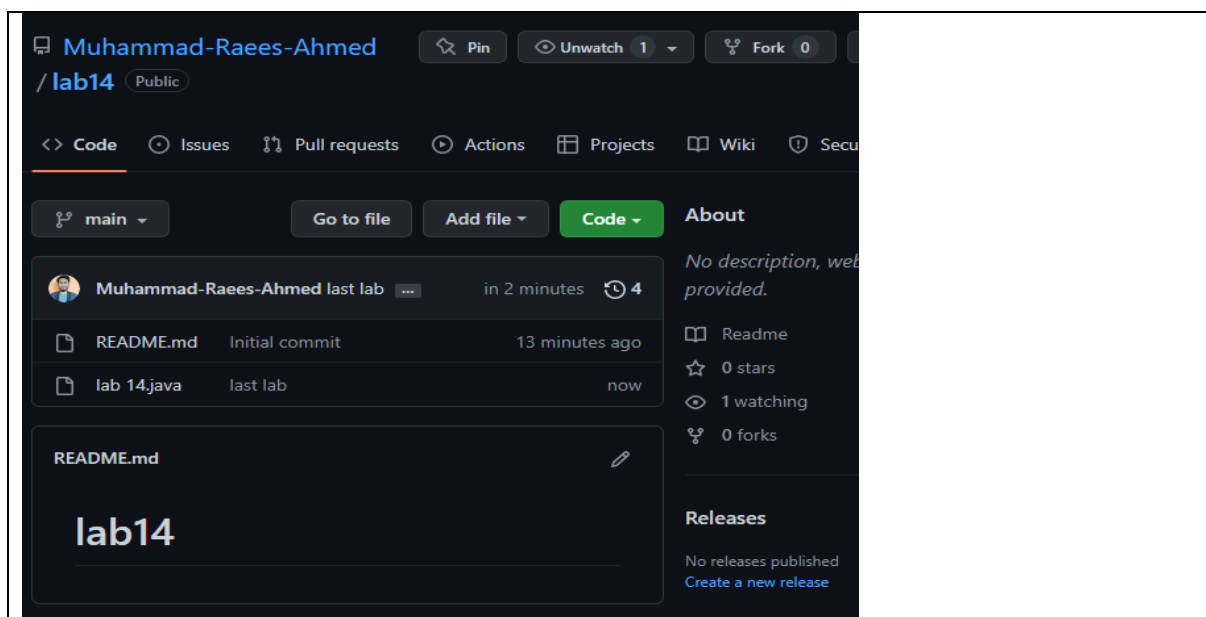 Muhammad-Raees-Ahmed
/ lab14 Public
Pin
Unwatch 1
Fork 0
Code Issues Pull requests Actions Projects Wiki Secu
main
Go to file
Add file
Code
Muhammad-Raees-Ahmed last lab ... in 2 minutes 4
README.md Initial commit 13 minutes ago
lab 14.java last lab now
README.md
lab14
About
No description, web
provided.
Readme
0 stars
1 watching
0 forks
Releases
No releases published
Create a new release